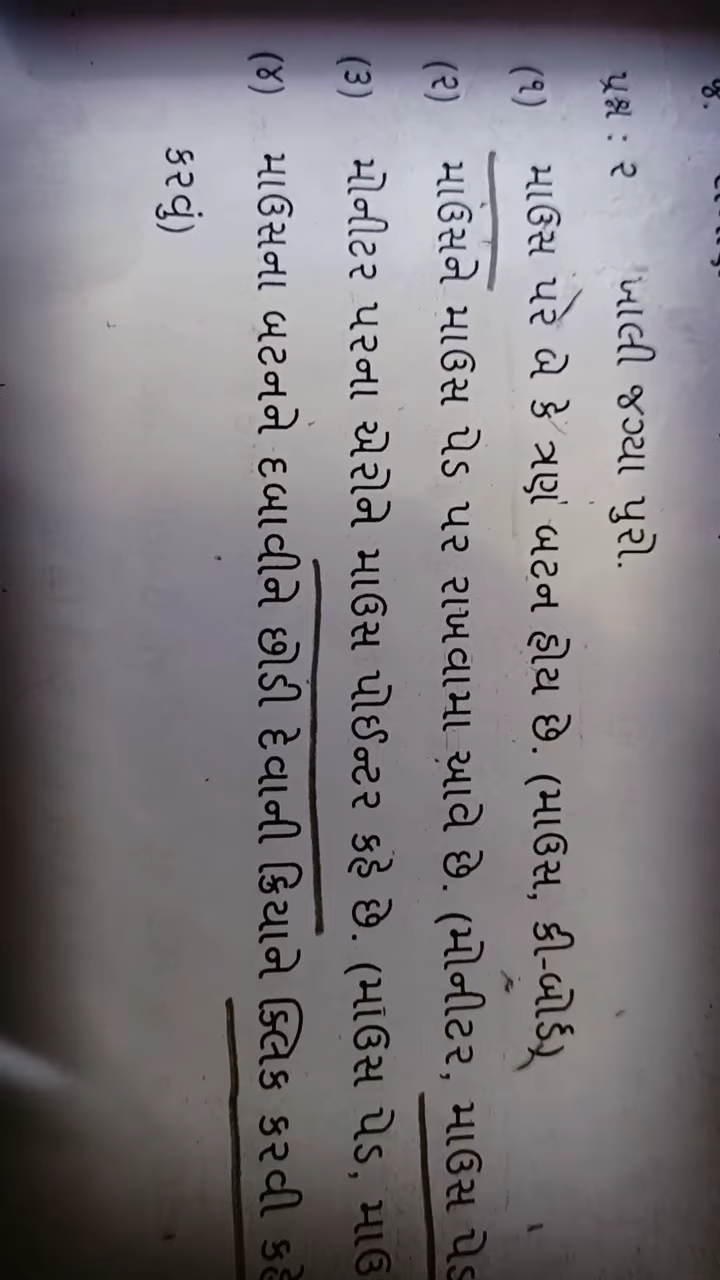 પ્રશ્ન : ૨ ખાલી જગ્યા પુરો.
(૧) માઉસ પરે બે કે ત્રણ બટન હોય છે. (માઉસ, કી-બોર્ડ)
(૨) માઉસને માઉસ પેડ પર રાખવામા આવે છે. (મોનીટર, માઉસ પેડ
(૩) મોનીટર પરના એરોને માઉસ પોઈન્ટર કહે છે. (માઉસ પેડ, માઉ
(૪) માઉસના બટનને દબાવીને છોડી દેવાની ક્રિયાને ક્લિક કરવી કહે
કરવું)